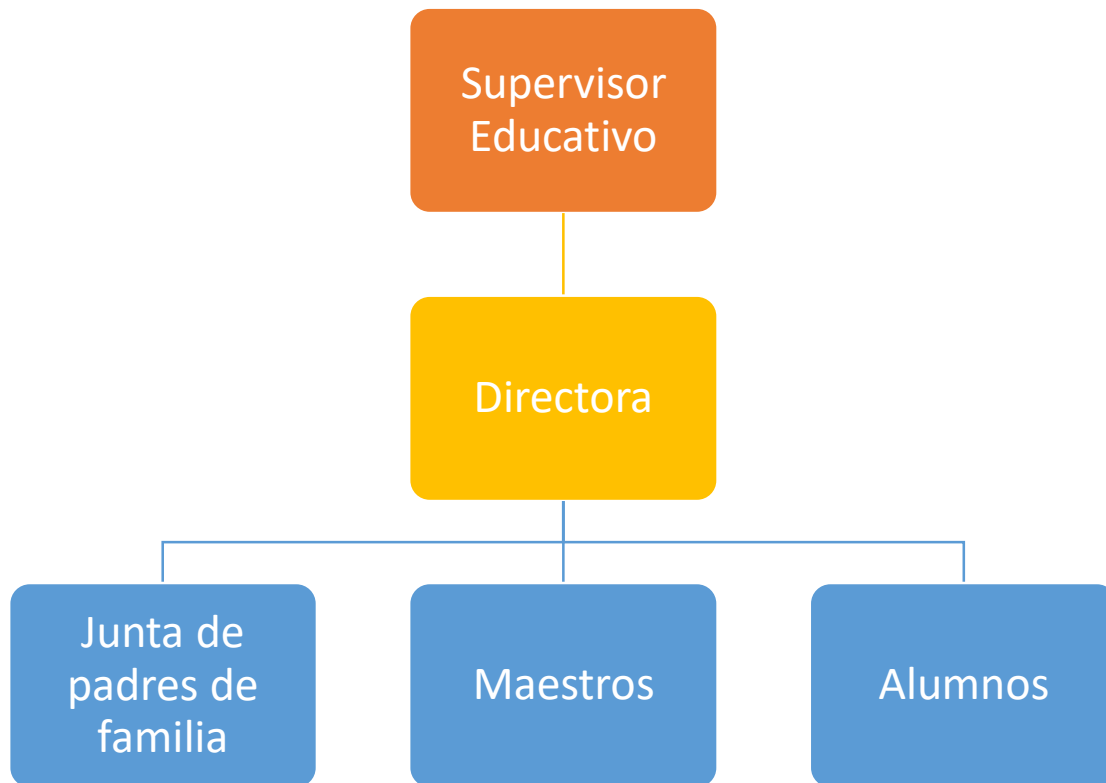 Supervisor
Educativo
Directora
Junta de
padres de
familia
Maestros
Alumnos